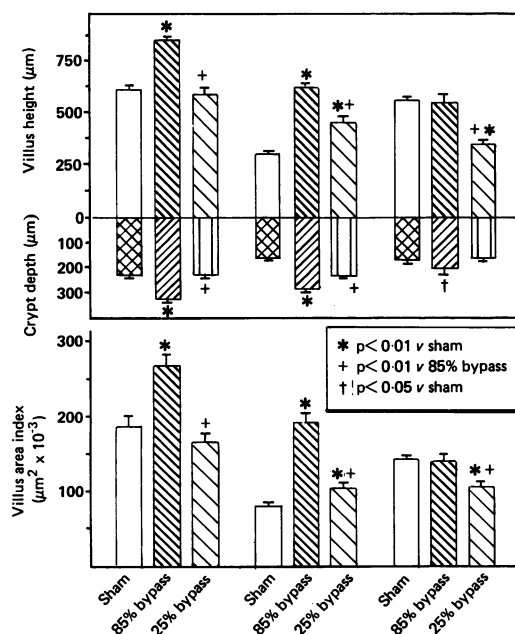 Villus height (µm)
750
500
250
0
Crypt depth (µm)
100
200
300
*
*
+
*
*
*+
+
+*
+
*
†
Villus area index
(µm² x 10⁻³)
300
200
100
*
+
*
*+
*+
* p< 0·01 v sham
+ p< 0·01 v 85% bypass
† ! p< 0·05 v sham
Sham
85% bypass
25% bypass
Sham
85% bypass
25% bypass
Sham
85% bypass
25% bypass